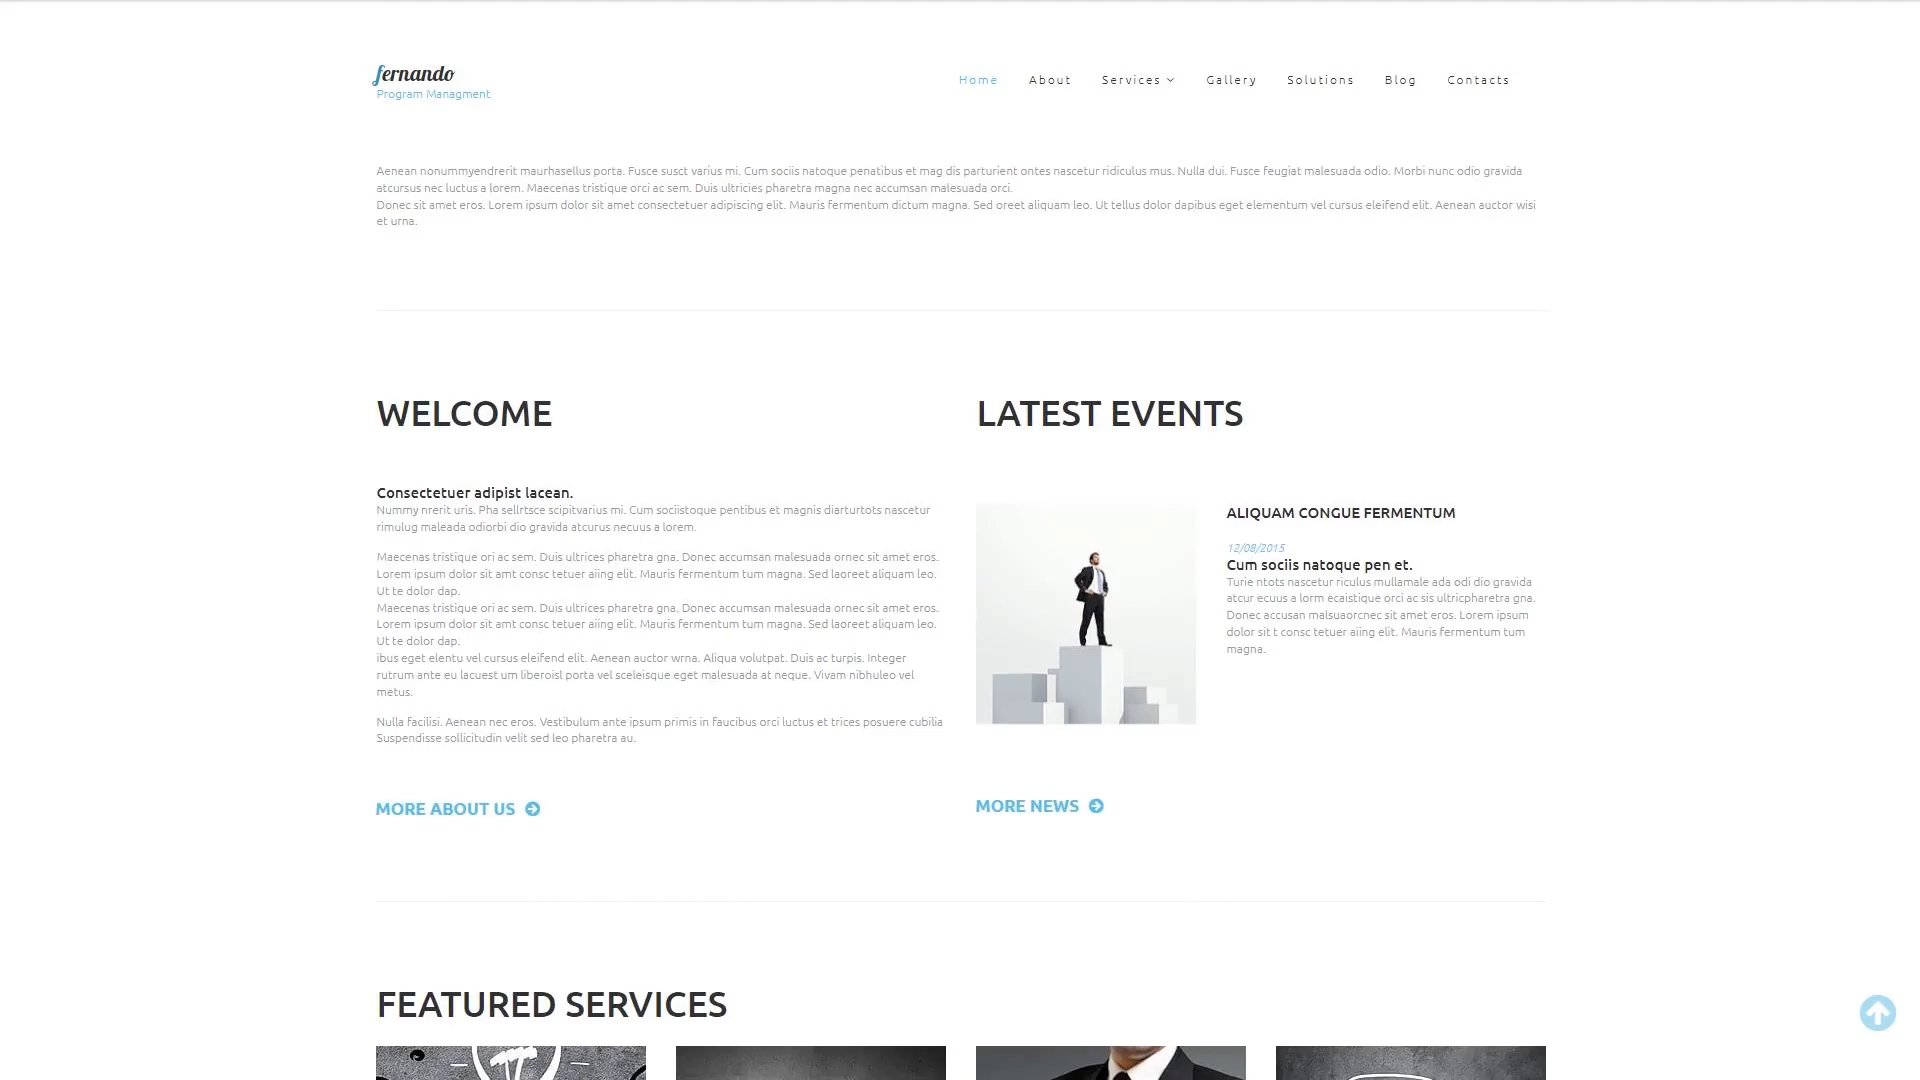 fernando
Program Managment
Home About Services Gallery Solutions Blog Contacts
Aenean nonummyendrerit maurhasellus porta. Fusce susct varius mi. Cum sociis natoque penatibus et mag dis parturient ontes nascetur ridiculus mus. Nulla dui. Fusce feugiat malesuada odio. Morbi nunc odio gravida
atcursus nec luctus a lorem. Maecenas tristique orci ac sem. Duis ultricies pharetra magna nec accumsan malesuada orci.
Donec sit amet eros. Lorem ipsum dolor sit amet consectetuer adipiscing elit. Mauris fermentum dictum magna. Sed oreet aliquam leo. Ut tellus dolor dapibus eget elementum vel cursus eleifend elit. Aenean auctor wisi
et urna.
WELCOME
Consectetuer adipist lacean.
Nummy nrerit uris. Pha sellrtsce scipitvarius mi. Cum sociistoque pentibus et magnis diarturtots nascetur
rimulug maleada odiorbi dio gravida atcurus necuus a lorem.
Maecenas tristique ori ac sem. Duis ultrices pharetra gna. Donec accumsan malesuada ornec sit amet eros.
Lorem ipsum dolor sit amt consc tetuer aiing elit. Mauris fermentum tum magna. Sed laoreet aliquam leo.
Ut te dolor dap.
Maecenas tristique ori ac sem. Duis ultrices pharetra gna. Donec accumsan malesuada ornec sit amet eros.
Lorem ipsum dolor sit amt consc tetuer aiing elit. Mauris fermentum tum magna. Sed laoreet aliquam leo.
Ut te dolor dap.
ibus eget elentu vel cursus eleifend elit. Aenean auctor wrna. Aliqua volutpat. Duis ac turpis. Integer
rutrum ante eu lacuest um liberoisl porta vel sceleisque eget malesuada at neque. Vivam nibhuleo vel
metus.
Nulla facilisi. Aenean nec eros. Vestibulum ante ipsum primis in faucibus orci luctus et trices posuere cubilia
Suspendisse sollicitudin velit sed leo pharetra au.
MORE ABOUT US
LATEST EVENTS
ALIQUAM CONGUE FERMENTUM
12/08/2015
Cum sociis natoque pen et.
Turie ntots nascetur riculus mullamale ada odi dio gravida
atcur ecuus a lorm ecaistique orci ac sis ultricpharetra gna.
Donec accusan malsuaorcnec sit amet eros. Lorem ipsum
dolor sit t consc tetuer aiing elit. Mauris fermentum tum
magna.
MORE NEWS
FEATURED SERVICES